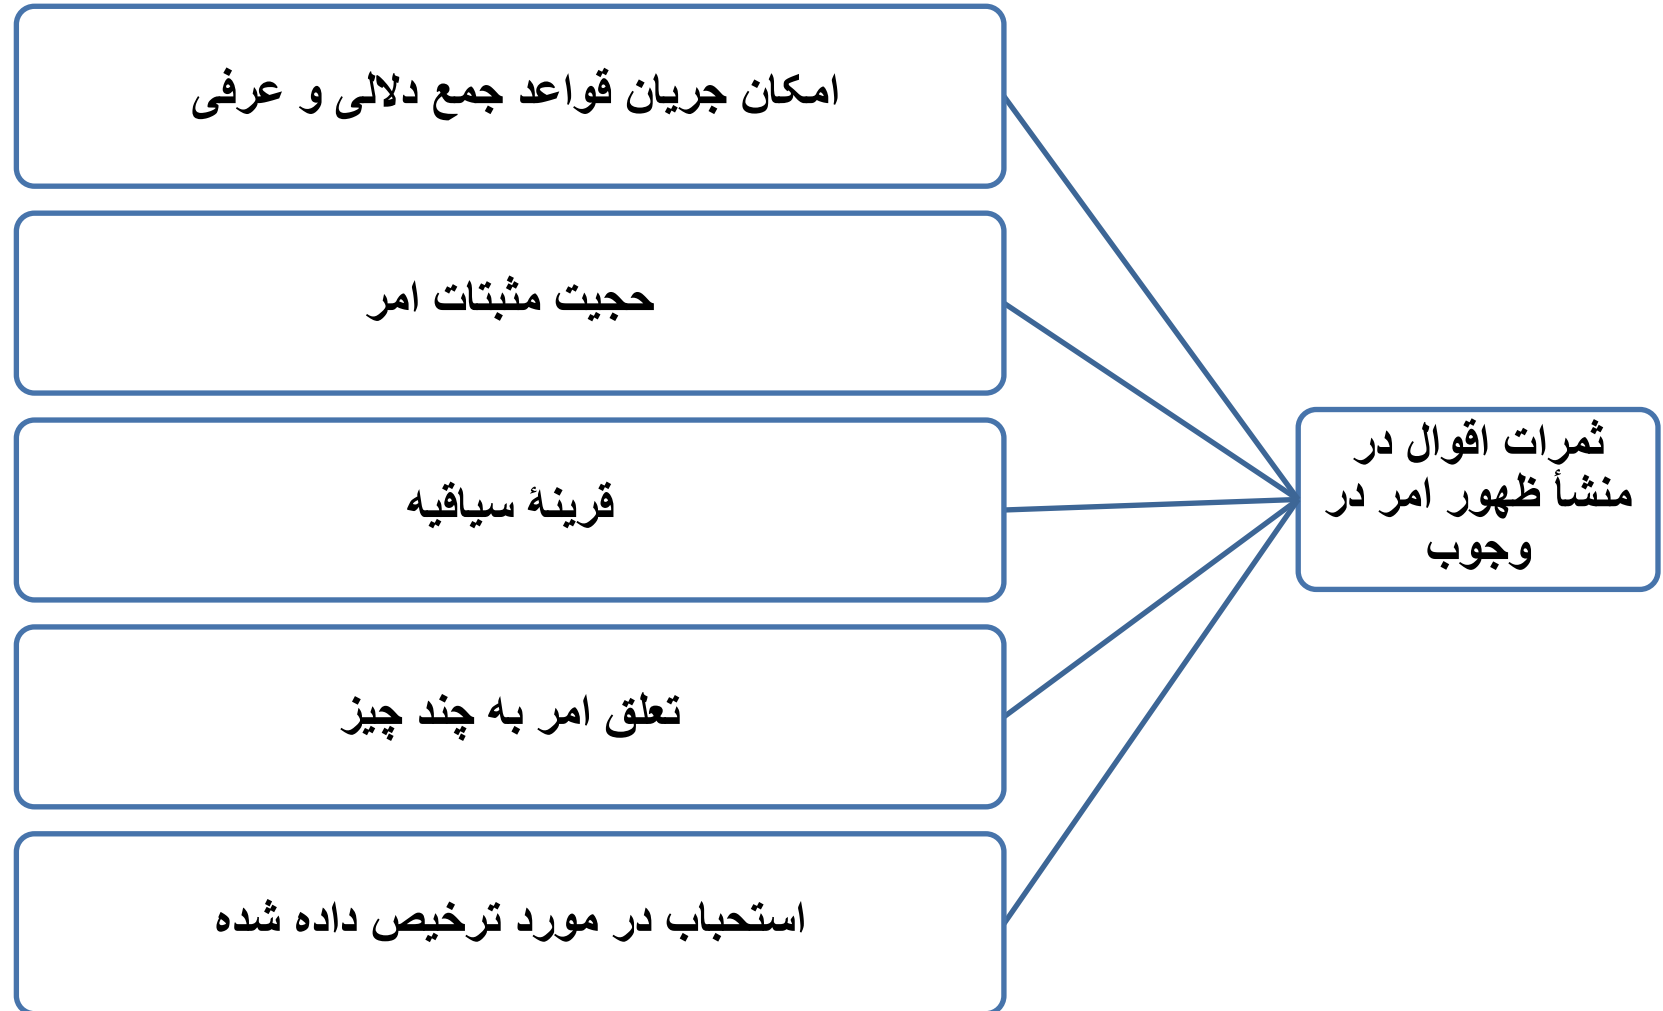 ثمرات اقوال در
منشأ ظهور امر در
وجوب
امکان جریان قواعد جمع دلالی و عرفی
حجیت مثبتات امر
قرینهٔ سیاقیه
تعلق امر به چند چیز
استحباب در مورد ترخیص داده شده